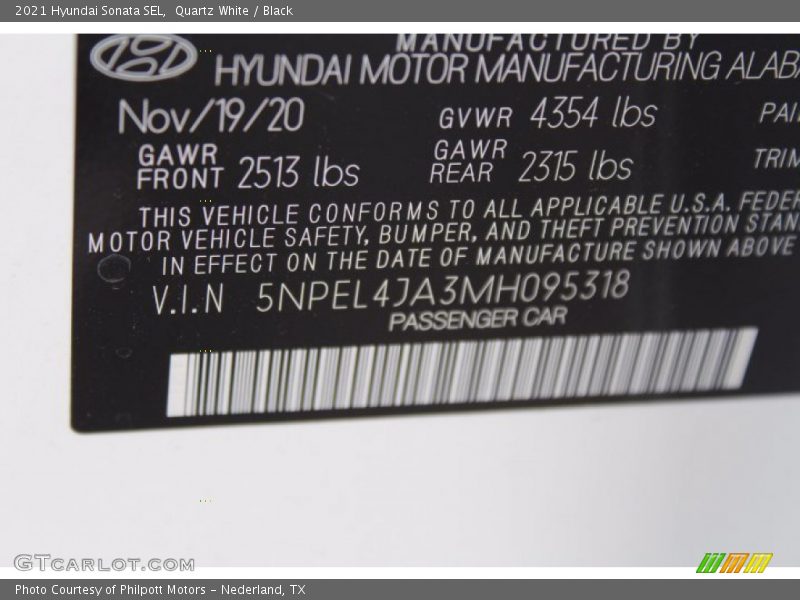 2021 Hyundai Sonata SEL, Quartz White / Black
MANUFACTURED BY
HYUNDAI MOTOR MANUFACTURING ALABA
Nov/19/20 GVWR 4354 lbs PAI
GAWR FRONT 2513 lbs GAWR REAR 2315 lbs TRIM
THIS VEHICLE CONFORMS TO ALL APPLICABLE U.S.A. FEDER
MOTOR VEHICLE SAFETY, BUMPER, AND THEFT PREVENTION STAN
IN EFFECT ON THE DATE OF MANUFACTURE SHOWN ABOVE
V.I.N 5NPEL4JA3MH095318
PASSENGER CAR
GTCARLOT.COM
Photo Courtesy of Philpott Motors - Nederland, TX